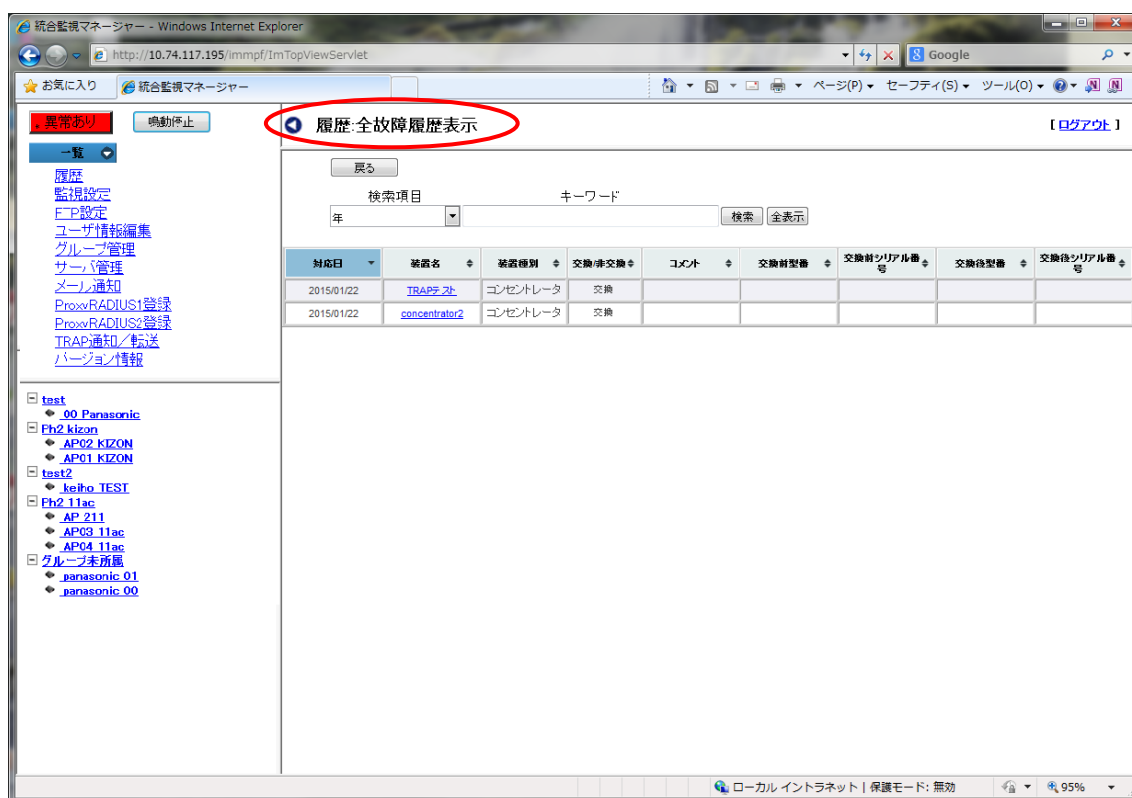 統合監視マネージャー - Windows Internet Explorer
http://10.74.117.195/immpf/ImTopViewServlet
Google
お気に入り
統合監視マネージャー
ページ(P)
セーフティ(S)
ツール(O)
異常あり
鳴動停止
履歴:全故障履歴表示
[ ログアウト ]
一覧
履歴
監視設定
FTP設定
ユーザ情報編集
グループ管理
サーバ管理
メール通知
ProxyRADIUS1登録
ProxyRADIUS2登録
TRAP通知/転送
バージョン情報
戻る
検索項目 キーワード
年 検索 全表示
対応日 装置名 装置種別 交換/非交換 コメント 交換前型番 交換前シリアル番号 交換後型番 交換後シリアル番号
2015/01/22 TRAPテスト コンセントレータ 交換
2015/01/22 concentrator2 コンセントレータ 交換
test
00 Panasonic
Ph2 kizon
AP02 KIZON
AP01 KIZON
test2
keiho TEST
Ph2 11ac
AP 211
AP03 11ac
AP04 11ac
グループ未所属
panasonic 01
panasonic 00
ローカル イントラネット | 保護モード: 無効
95%